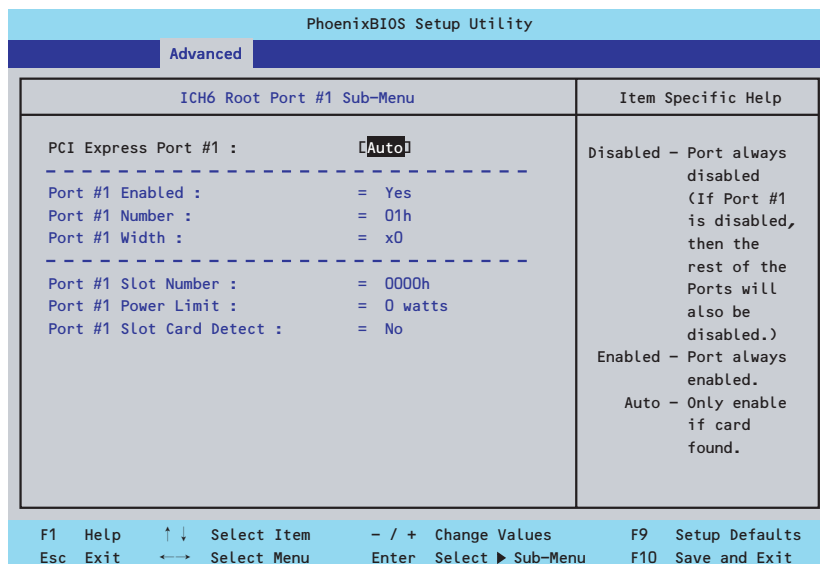 PhoenixBIOS Setup Utility
Advanced
ICH6 Root Port #1 Sub-Menu
PCI Express Port #1 : [Auto]
Port #1 Enabled : = Yes
Port #1 Number : = 01h
Port #1 Width : = x0
Port #1 Slot Number : = 0000h
Port #1 Power Limit : = 0 watts
Port #1 Slot Card Detect : = No
Item Specific Help
Disabled – Port always
disabled
(If Port #1
is disabled,
then the
rest of the
Ports will
also be
disabled.)
Enabled – Port always
enabled.
Auto – Only enable
if card
found.
F1 Help ↑↓ Select Item – / + Change Values F9 Setup Defaults
Esc Exit ←→ Select Menu Enter Select ▶ Sub-Menu F10 Save and Exit